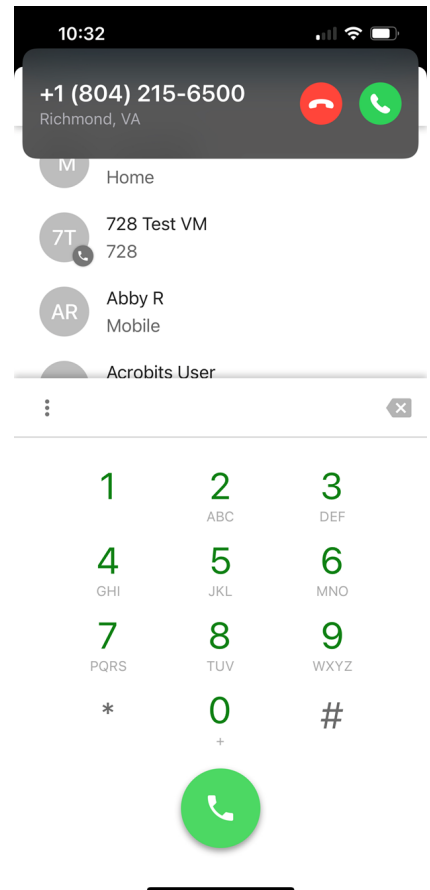 10:32
+1 (804) 215-6500
Richmond, VA
M
Home
7T
728 Test VM
728
AR
Abby R
Mobile
Acrobits User
1
2
3
ABC
DEF
4
5
6
GHI
JKL
MNO
7
8
9
PQRS
TUV
WXYZ
*
0
#
+